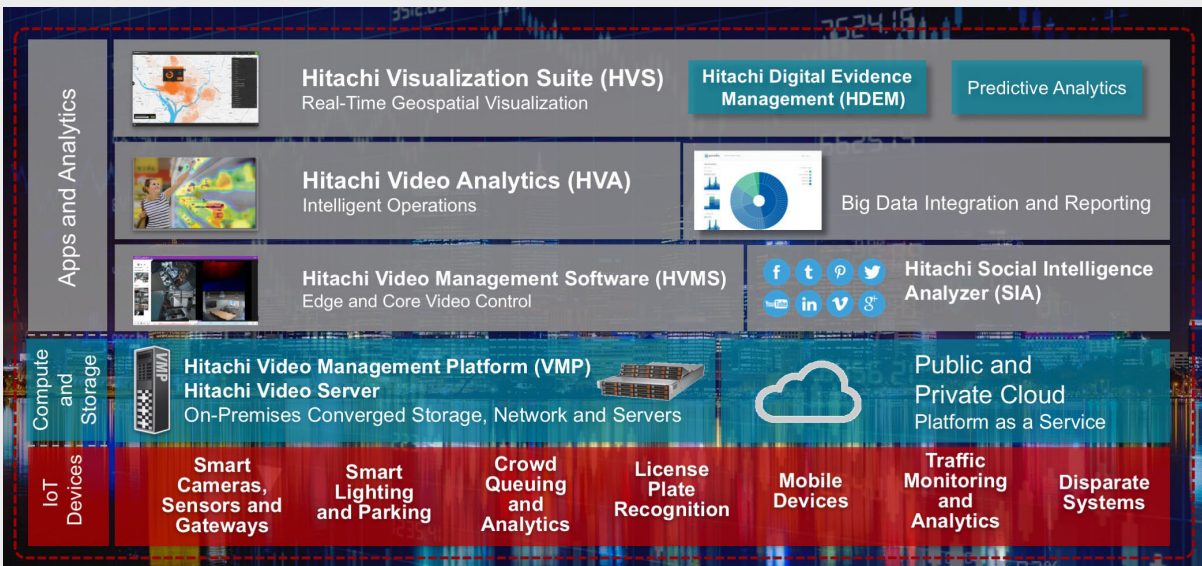 Apps and Analytics
Hitachi Visualization Suite (HVS)
Real-Time Geospatial Visualization
Hitachi Digital Evidence
Management (HDEM)
Predictive Analytics
Hitachi Video Analytics (HVA)
Intelligent Operations
Big Data Integration and Reporting
Hitachi Video Management Software (HVMS)
Edge and Core Video Control
Hitachi Social Intelligence
Analyzer (SIA)
Compute
and
Storage
VMP
Hitachi Video Management Platform (VMP)
Hitachi Video Server
On-Premises Converged Storage, Network and Servers
Public and
Private Cloud
Platform as a Service
IoT
Devices
Smart
Cameras,
Sensors and
Gateways
Smart
Lighting
and Parking
Crowd
Queuing
and
Analytics
License
Plate
Recognition
Mobile
Devices
Traffic
Monitoring
and
Analytics
Disparate
Systems